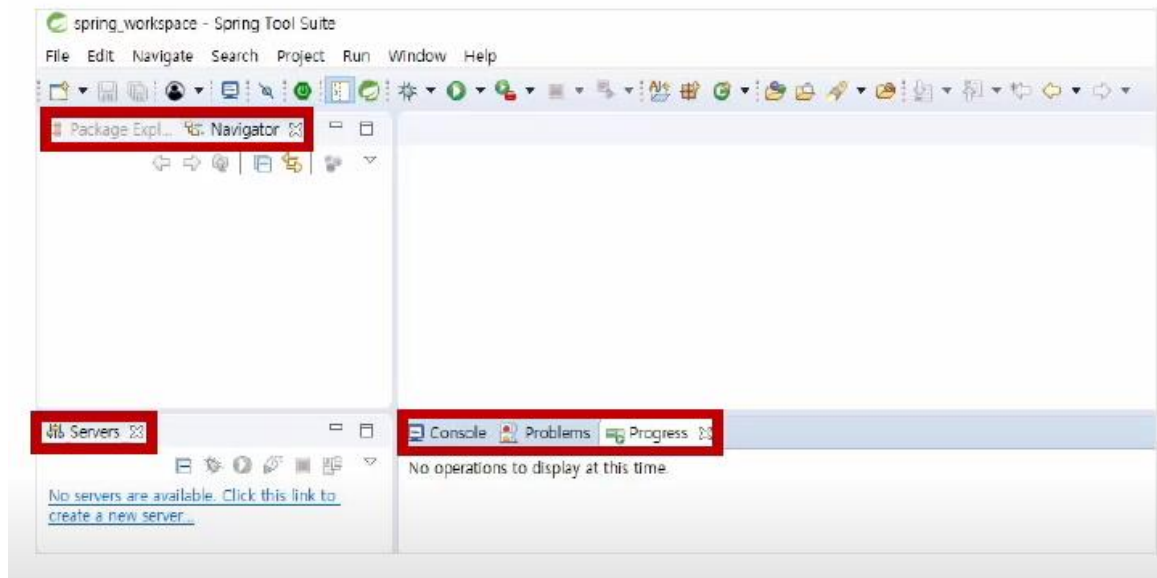 spring_workspace - Spring Tool Suite
File Edit Navigate Search Project Run Window Help
Package Expl... Navigator
Servers
Console Problems Progress
No servers are available. Click this link to
create a new server...
No operations to display at this time.